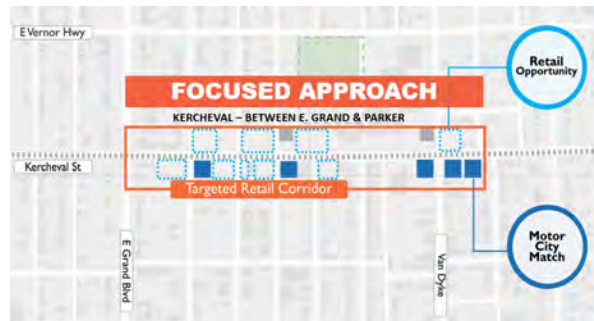 E Vernor Hwy
Retail
Opportunity
FOCUSED APPROACH
KERCHEVAL – BETWEEN E. GRAND & PARKER
Kercheval St
Targeted Retail Corridor
E Grand Blvd
Van Dyke
Motor
City
Match